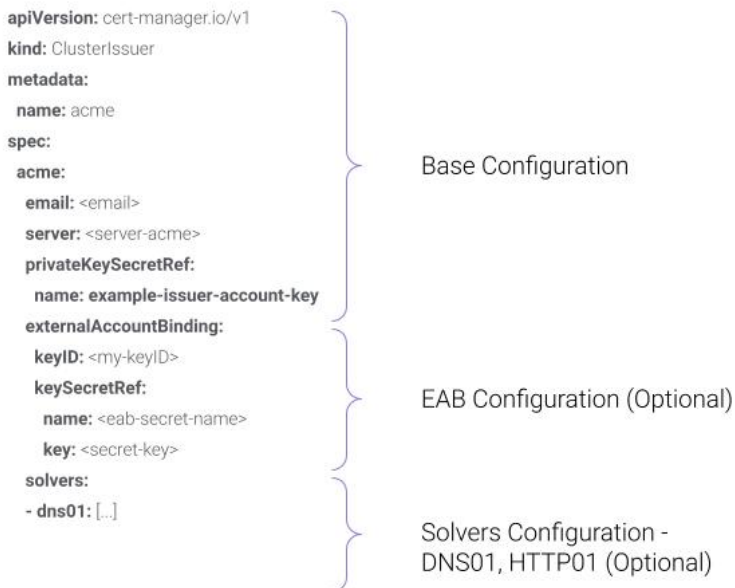 apiVersion: cert-manager.io/v1
kind: ClusterIssuer
metadata:
name: acme
spec:
acme:
email: <email>
server: <server-acme>
privateKeySecretRef:
name: example-issuer-account-key
externalAccountBinding:
keyID: <my-keyID>
keySecretRef:
name: <eab-secret-name>
key: <secret-key>
solvers:
- dns01: [...]
Base Configuration
EAB Configuration (Optional)
Solvers Configuration -
DNS01, HTTP01 (Optional)